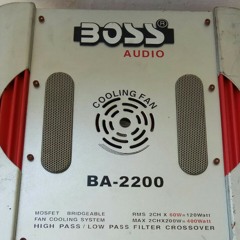 BOSS®
AUDIO
COOLING FAN
BA-2200
MOSFET BRIDGEABLE
FAN COOLING SYSTEM
RMS 2CH X 60W=120Watt
MAX 2CHX200W=400Watt
HIGH PASS/LOW PASS FILTER CROSSOVER